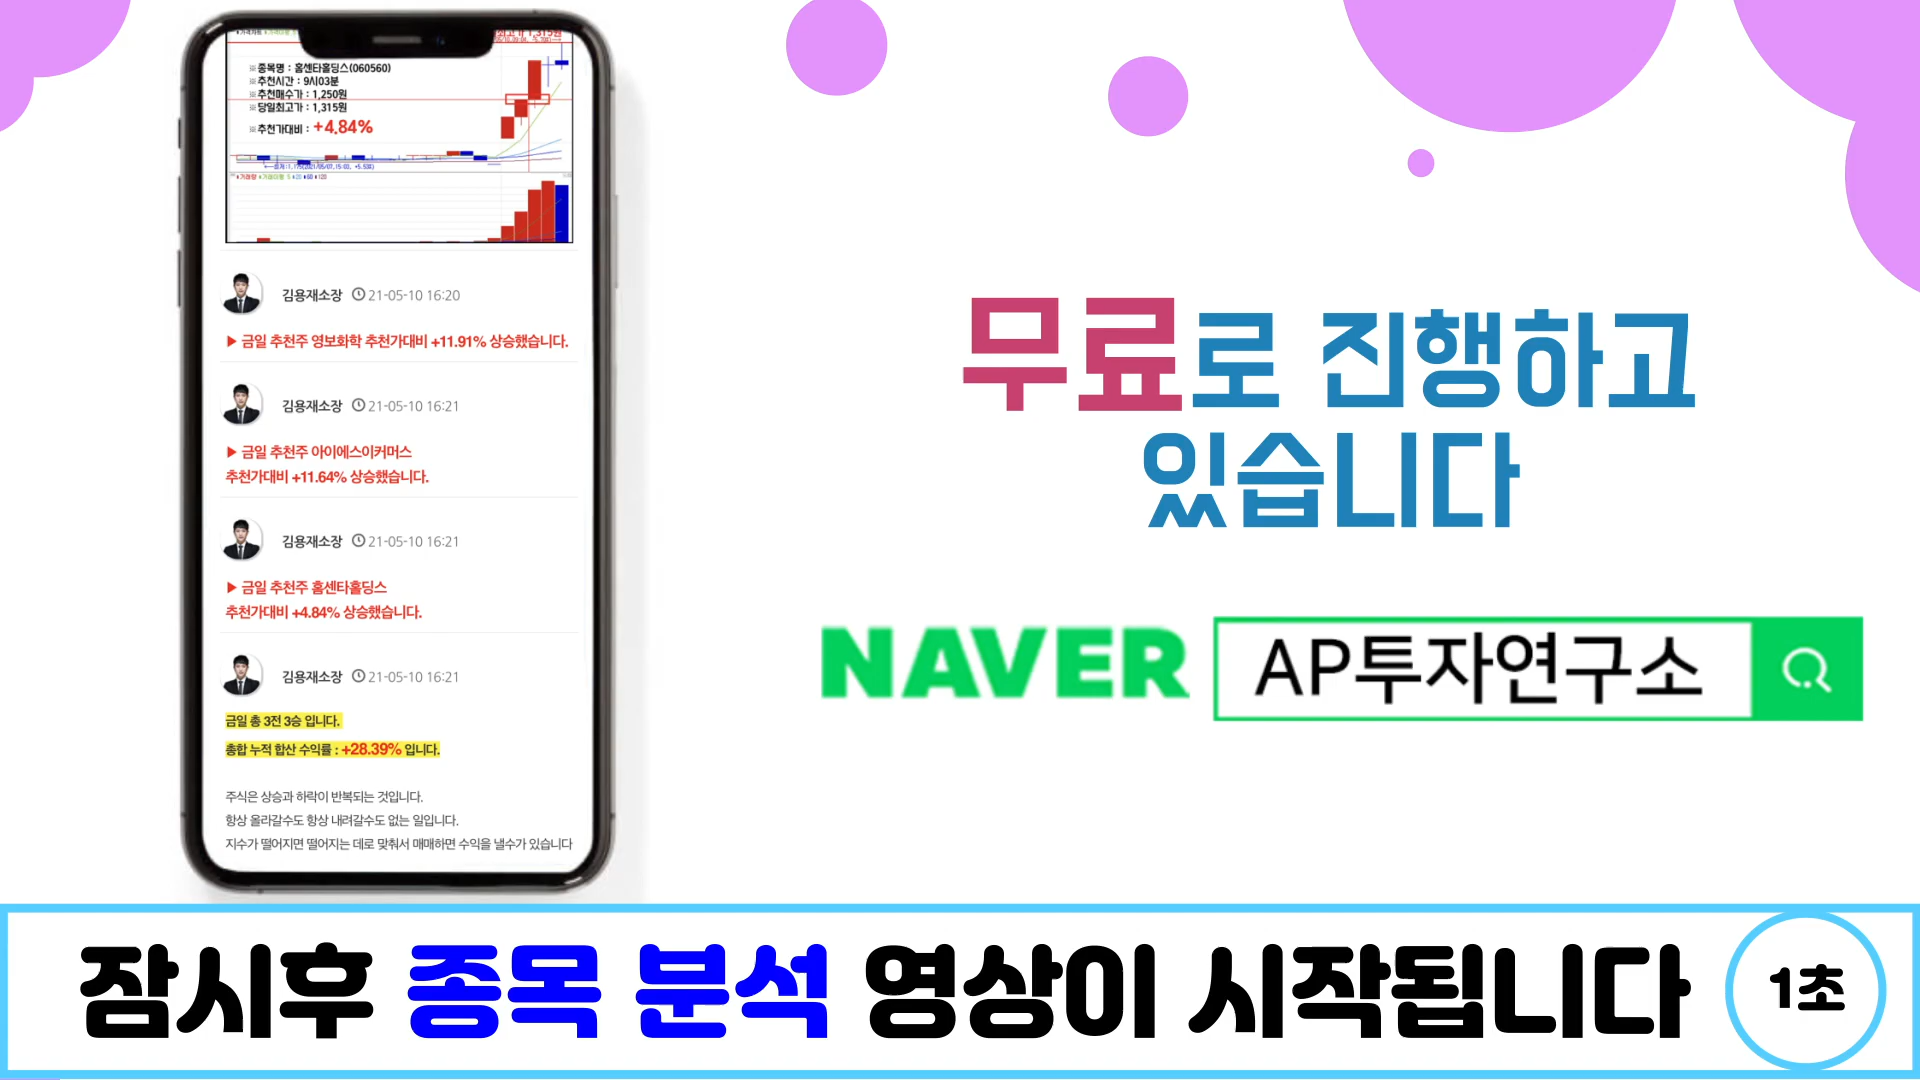 ※종목명 : 홈센타홀딩스(060560)
※추천시간 : 9시03분
※추천매수가 : 1,250원
※당일최고가 : 1,315원
※추천가대비 : +4.84%
김용재소장 21-05-10 16:20
▶ 금일 추천주 영보화학 추천가대비 +11.91% 상승했습니다.
김용재소장 21-05-10 16:21
▶ 금일 추천주 아이에스이커머스
추천가대비 +11.64% 상승했습니다.
김용재소장 21-05-10 16:21
▶ 금일 추천주 홈센타홀딩스
추천가대비 +4.84% 상승했습니다.
김용재소장 21-05-10 16:21
금일 총 3전 3승 입니다.
총합 누적 합산 수익률 : +28.39% 입니다.
주식은 상승과 하락이 반복되는 것입니다.
항상 올라갈수도 항상 내려갈수도 없는 일입니다.
지수가 떨어지면 떨어지는 데로 맞춰서 매매하면 수익을 낼수가 있습니다
무료로 진행하고
있습니다
NAVER AP투자연구소
잠시후 종목 분석 영상이 시작됩니다 1초